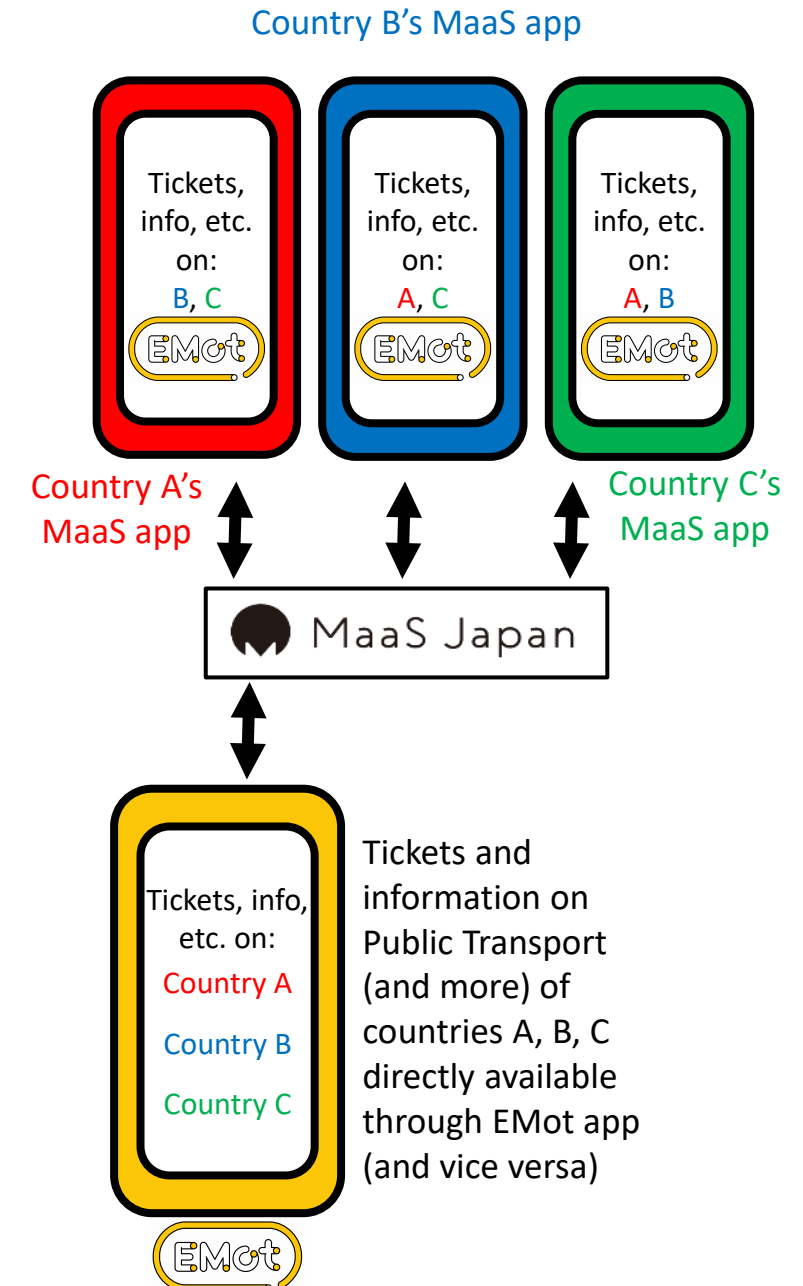 Country B's MaaS app
Tickets,
info, etc.
on:
B, C
EMot
Tickets,
info, etc.
on:
A, C
EMot
Tickets,
info, etc.
on:
A, B
EMot
Country A's
MaaS app
Country C's
MaaS app
MaaS Japan
Tickets, info,
etc. on:
Country A
Country B
Country C
Tickets and
information on
Public Transport
(and more) of
countries A, B, C
directly available
through EMot app
(and vice versa)
EMot